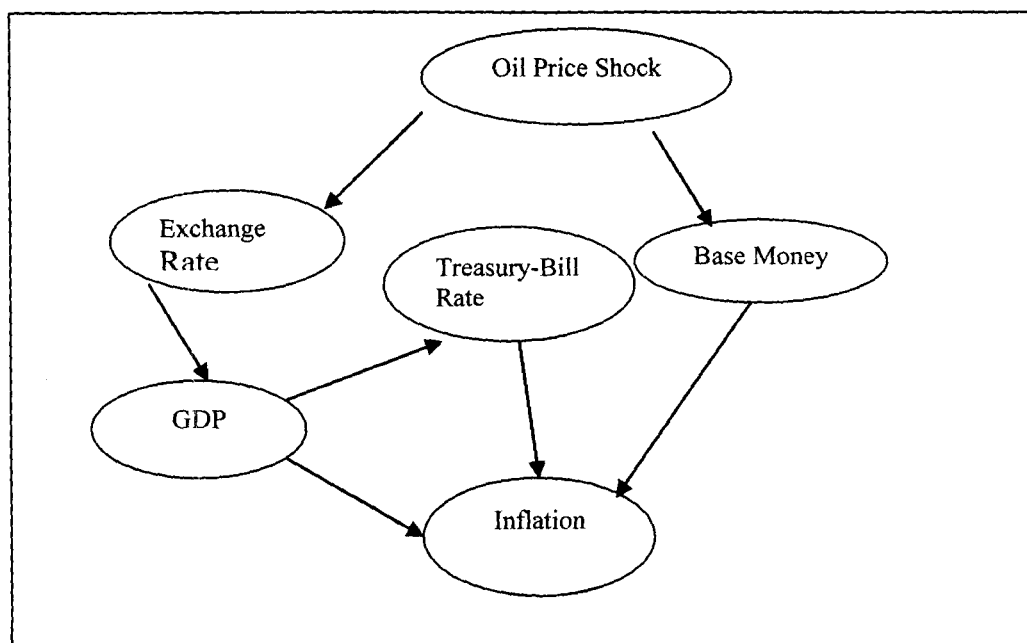 Oil Price Shock
Exchange
Rate
Treasury-Bill
Rate
Base Money
GDP
Inflation